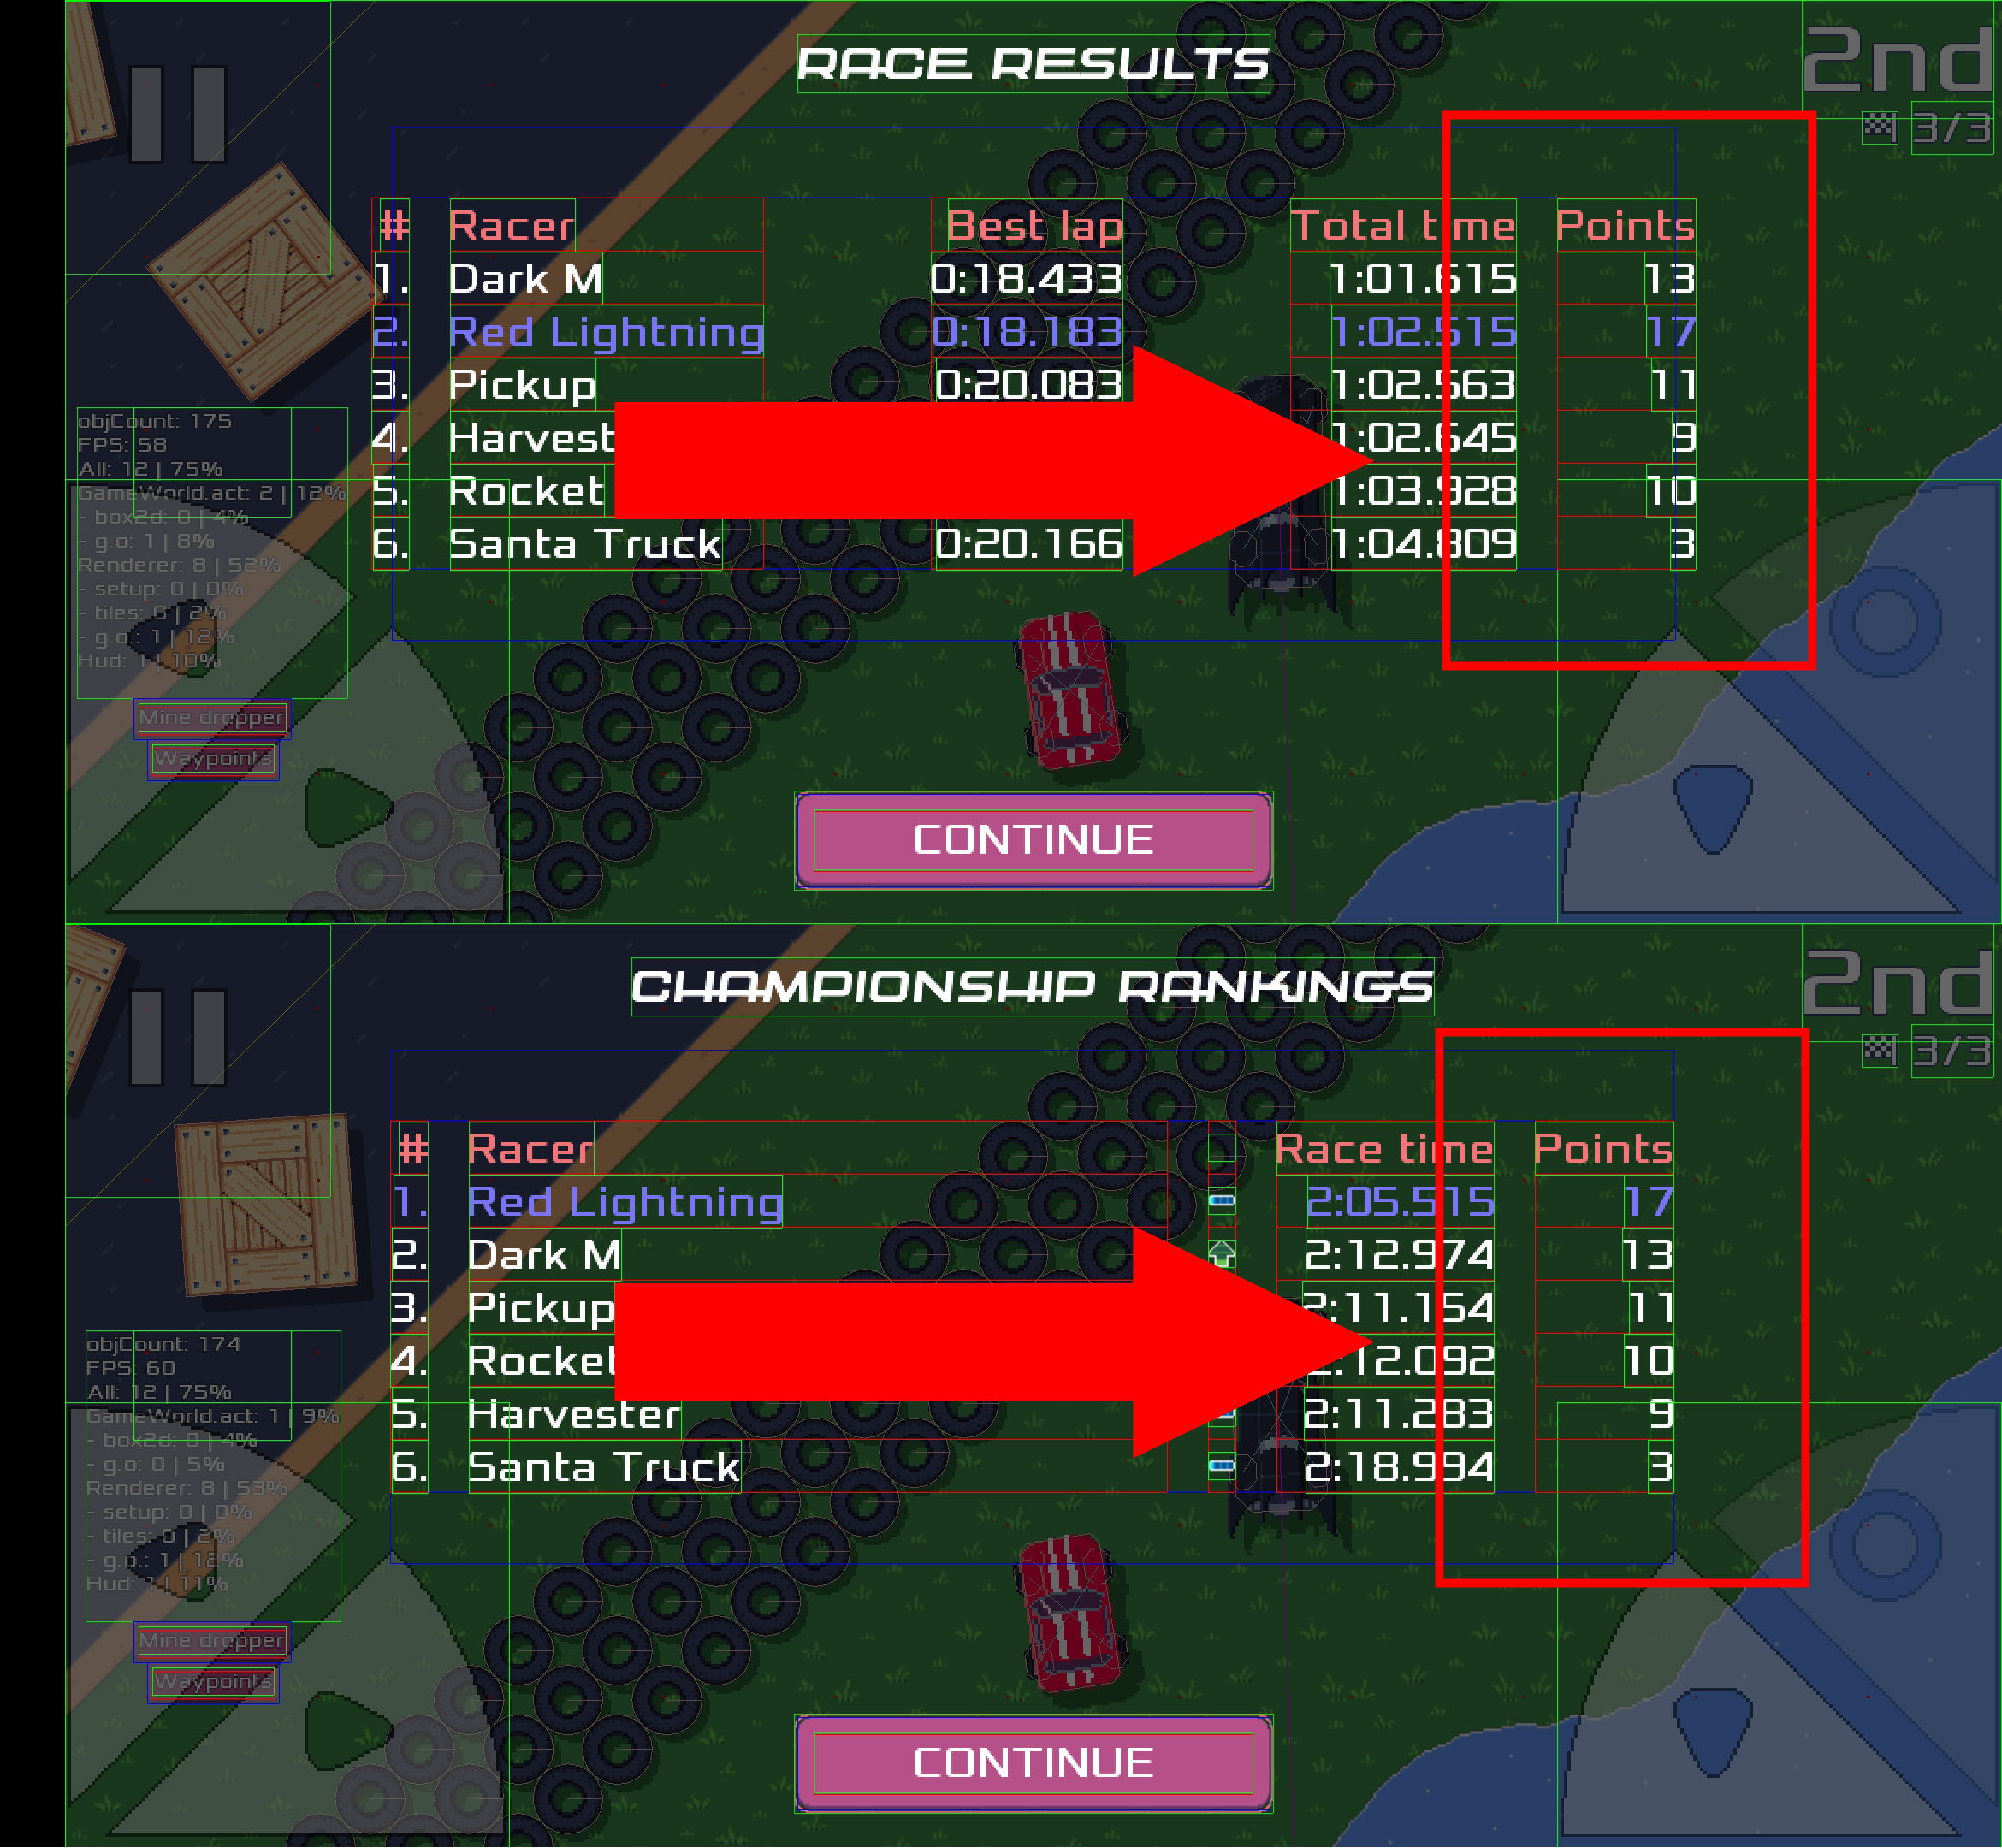 RACE RESULTS
2nd
3/3
# Racer Best lap Total time Points
1. Dark M 0:18.433 1:01.615 13
2. Red Lightning 0:18.183 1:02.515 17
3. Pickup 0:20.083 1:02.563 11
4. Harvest 1:02.645 9
5. Rocket 1:03.928 10
6. Santa Truck 0:20.166 1:04.809 3
objCount: 175
FPS: 58
All: 12 | 75%
GameWorld.act: 2 | 12%
- box2d: 0 | 4%
- g.o: 1 | 8%
Renderer: 8 | 52%
- setup: 0 | 0%
- tiles: 0 | 2%
- g.o.: 1 | 12%
Hud: 1 | 10%
Mine dropper
Waypoints
CONTINUE
CHAMPIONSHIP RANKINGS
2nd
3/3
# Racer Race time Points
1. Red Lightning 2:05.515 17
2. Dark M 2:12.974 13
3. Pickup 2:11.154 11
4. Rocket 2:12.092 10
5. Harvester 2:11.283 9
6. Santa Truck 2:18.994 3
objCount: 174
FPS: 60
All: 12 | 75%
GameWorld.act: 1 | 9%
- box2d: 0 | 4%
- g.o: 0 | 5%
Renderer: 8 | 53%
- setup: 0 | 0%
- tiles: 0 | 2%
- g.o.: 1 | 12%
Hud: 1 | 11%
Mine dropper
Waypoints
CONTINUE